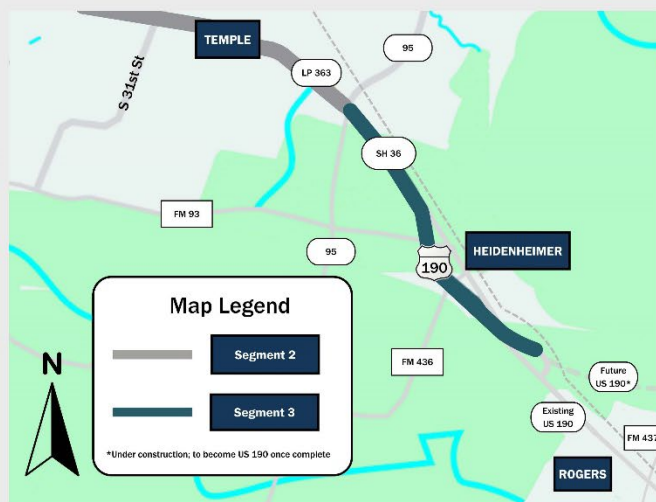 TEMPLE
95
LP 363
S 31st St
SH 36
FM 93
95
HEIDENHEIMER
190
Map Legend
Segment 2
Segment 3
*Under construction; to become US 190 once complete
N
FM 436
Future
US 190*
Existing
US 190
FM 437
ROGERS